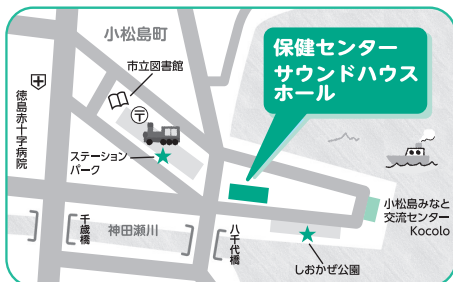 小松島町
市立図書館
〒
保健センター
サウンドハウス
ホール
徳島赤十字病院
ステーション
パーク
小松島みなと
交流センター
Kocolo
千歳橋
神田瀬川
八千代橋
しおかぜ公園